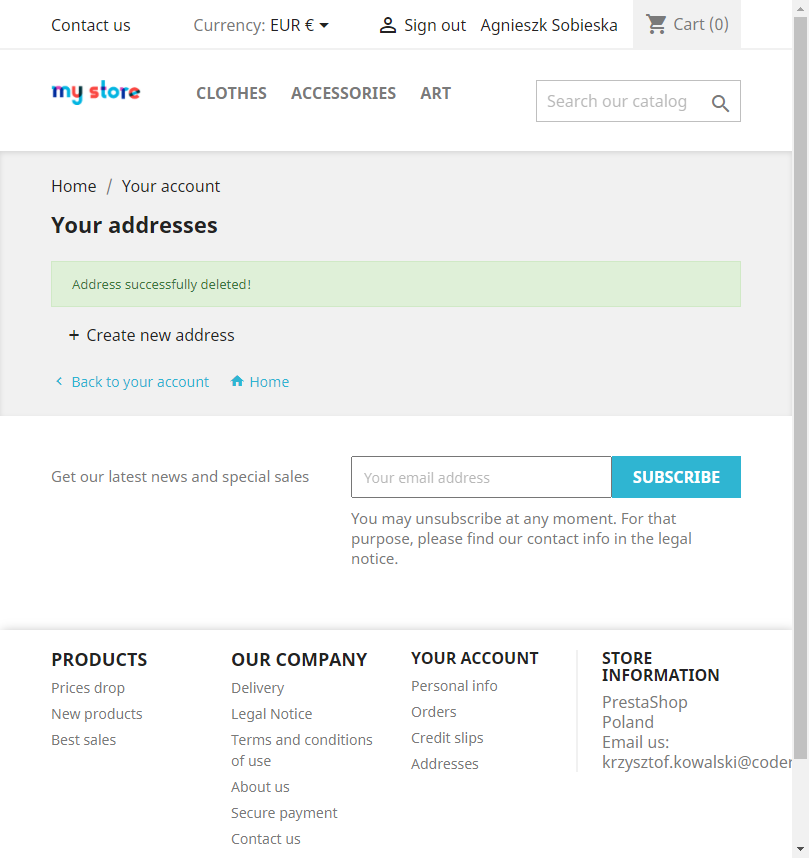 Contact us
Currency: EUR €
Sign out
Agnieszk Sobieska
Cart (0)
my store
CLOTHES
ACCESSORIES
ART
Search our catalog
Home / Your account
Your addresses
Address successfully deleted!
+ Create new address
Back to your account
Home
Get our latest news and special sales
Your email address
SUBSCRIBE
You may unsubscribe at any moment. For that
purpose, please find our contact info in the legal
notice.
PRODUCTS
Prices drop
New products
Best sales
OUR COMPANY
Delivery
Legal Notice
Terms and conditions
of use
About us
Secure payment
Contact us
YOUR ACCOUNT
Personal info
Orders
Credit slips
Addresses
STORE
INFORMATION
PrestaShop
Poland
Email us:
krzysztof.kowalski@coder